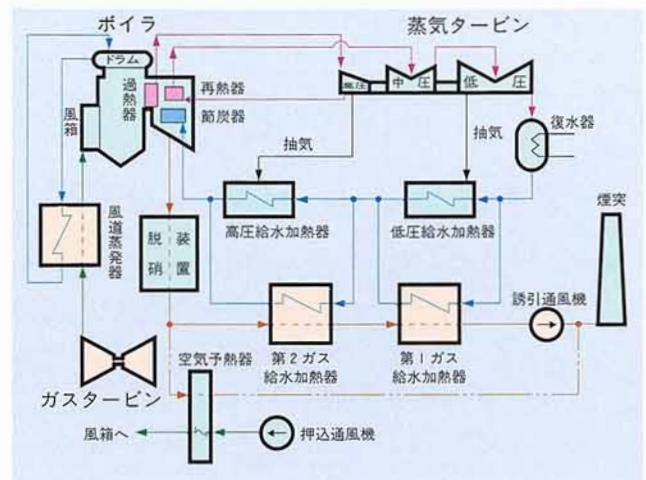 ボイラ
蒸気タービン
ドラム
過熱器
再熱器
節炭器
風箱
高圧
中圧
低圧
抽気
抽気
復水器
煙突
風道蒸発器
脱硝装置
高圧給水加熱器
低圧給水加熱器
誘引通風機
ガスタービン
空気予熱器
第2ガス
給水加熱器
第1ガス
給水加熱器
風箱へ
押込通風機